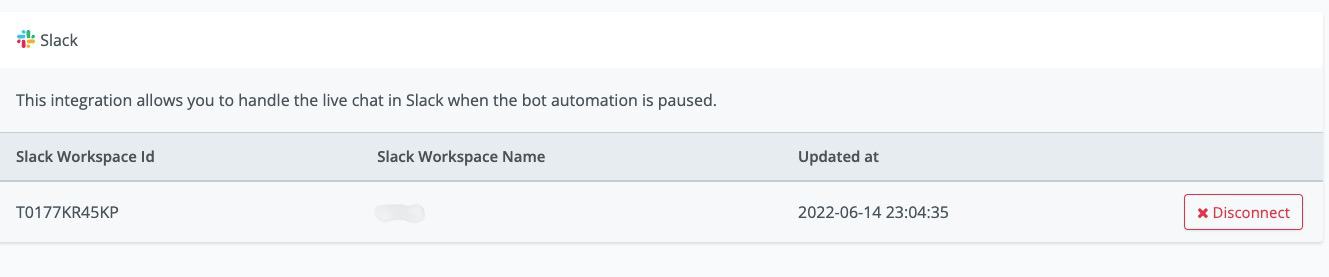 Slack
This integration allows you to handle the live chat in Slack when the bot automation is paused.
Slack Workspace Id Slack Workspace Name Updated at
T0177KR45KP 2022-06-14 23:04:35 Disconnect